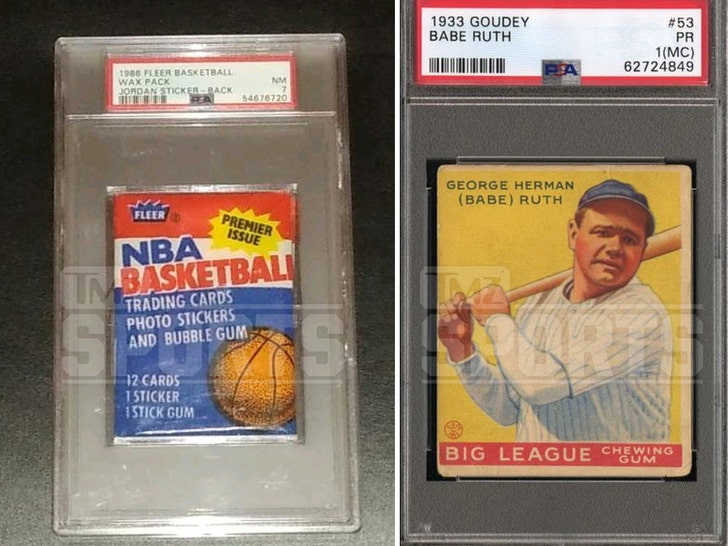 1986 FLEER BASKETBALL
WAX PACK NM
JORDAN STICKER - BACK 7
PSA 54676720
FLEER ®
PREMIER
ISSUE
NBA
BASKETBALL
TRADING CARDS
PHOTO STICKERS
AND BUBBLE GUM
12 CARDS
1 STICKER
1 STICK GUM
TMZ
SPORTS
1933 GOUDEY #53
BABE RUTH PR
1(MC)
PSA 62724849
GEORGE HERMAN
(BABE) RUTH
TMZ
SPORTS
BIG LEAGUE CHEWING
GUM